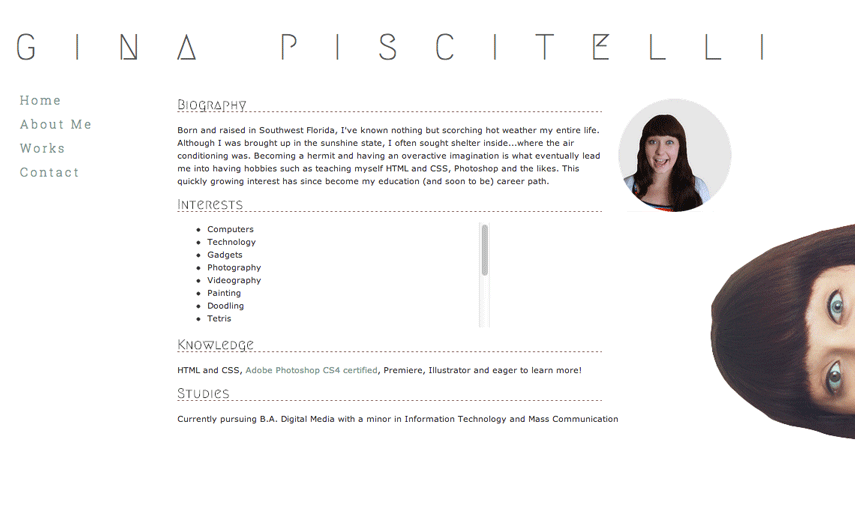 GINA PISCITELLI
Home
About Me
Works
Contact
Biography
Born and raised in Southwest Florida, I've known nothing but scorching hot weather my entire life.
Although I was brought up in the sunshine state, I often sought shelter inside...where the air
conditioning was. Becoming a hermit and having an overactive imagination is what eventually lead
me into having hobbies such as teaching myself HTML and CSS, Photoshop and the likes. This
quickly growing interest has since become my education (and soon to be) career path.
Interests
Computers
Technology
Gadgets
Photography
Videography
Painting
Doodling
Tetris
Knowledge
HTML and CSS, Adobe Photoshop CS4 certified, Premiere, Illustrator and eager to learn more!
Studies
Currently pursuing B.A. Digital Media with a minor in Information Technology and Mass Communication